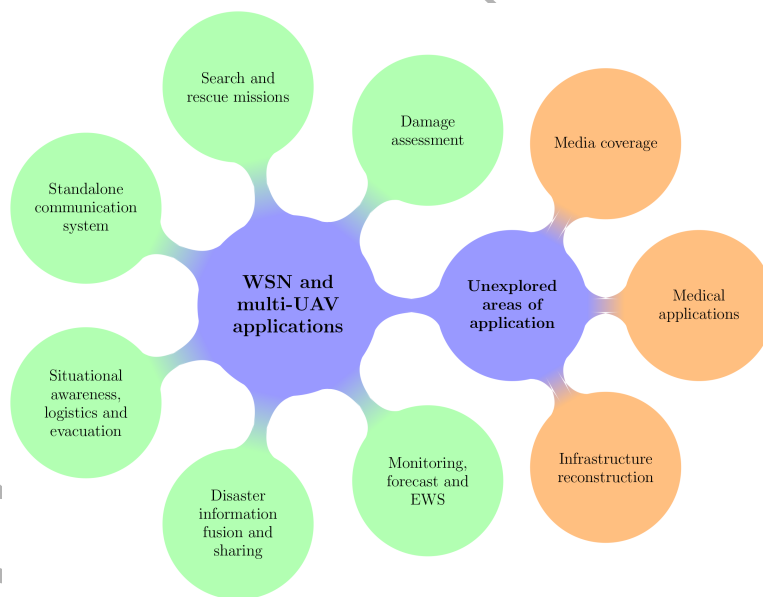 Search and
rescue missions
Damage
assessment
Media coverage
Standalone
communication
system
WSN and
multi-UAV
applications
Unexplored
areas of
application
Medical
applications
Situational
awareness,
logistics and
evacuation
Monitoring,
forecast and
EWS
Infrastructure
reconstruction
Disaster
information
fusion and
sharing